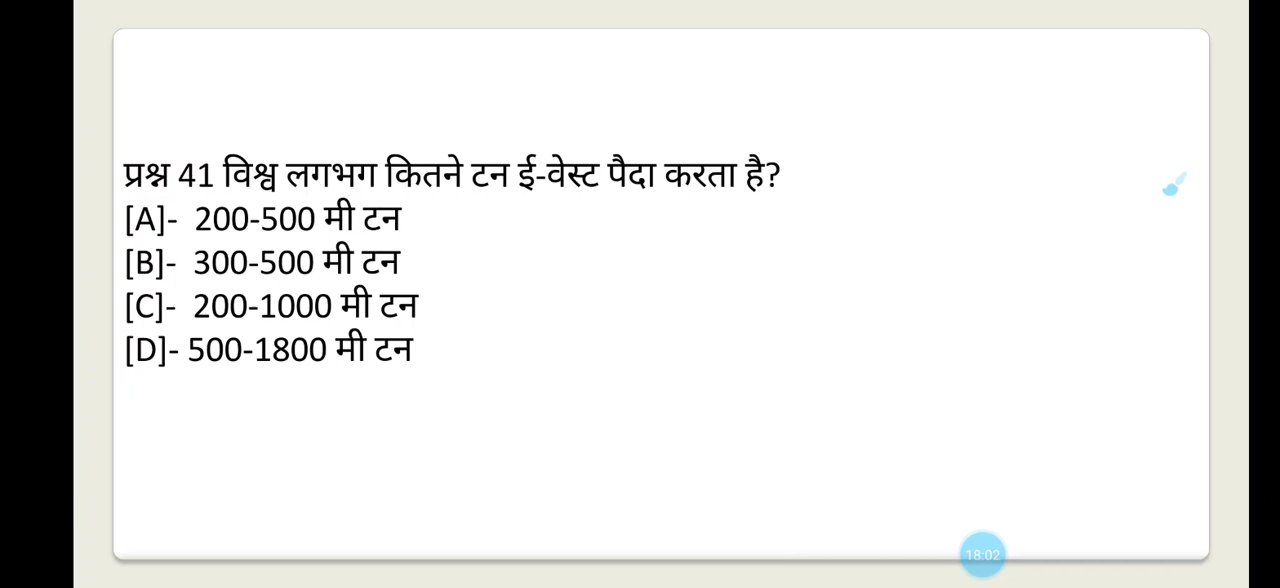 प्रश्न 41 विश्व लगभग कितने टन ई-वेस्ट पैदा करता है?
[A]- 200-500 मी टन
[B]- 300-500 मी टन
[C]- 200-1000 मी टन
[D]- 500-1800 मी टन
18:02